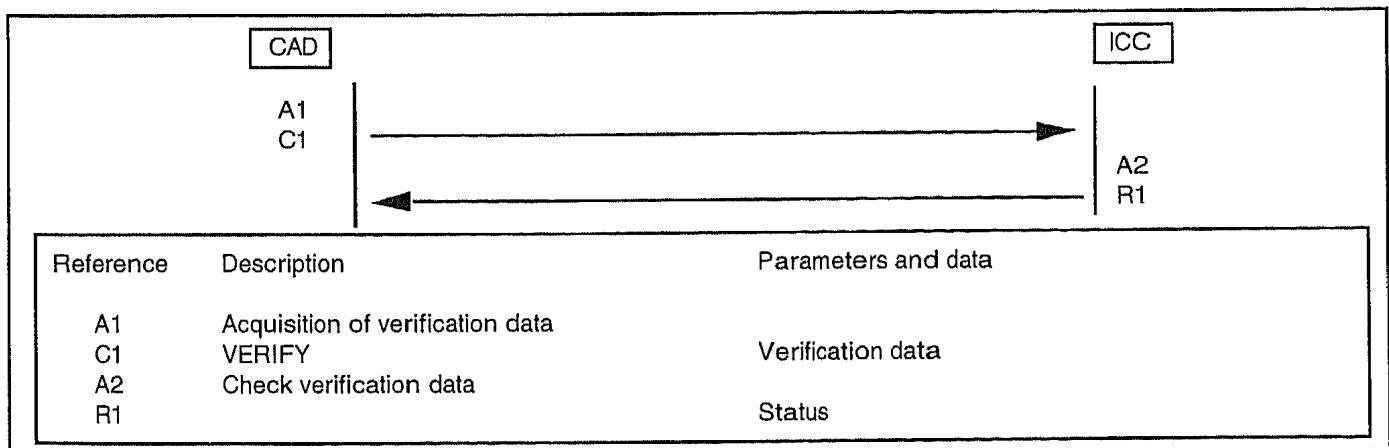 CAD ICC
A1
C1
A2
R1
Reference Description Parameters and data
A1 Acquisition of verification data
C1 VERIFY Verification data
A2 Check verification data
R1 Status